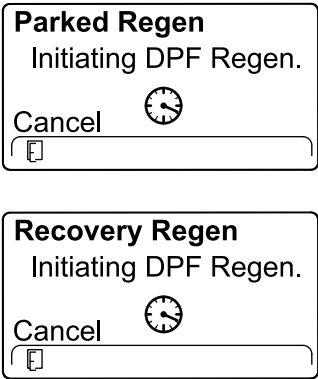 Parked Regen
Initiating DPF Regen.
Cancel
Recovery Regen
Initiating DPF Regen.
Cancel